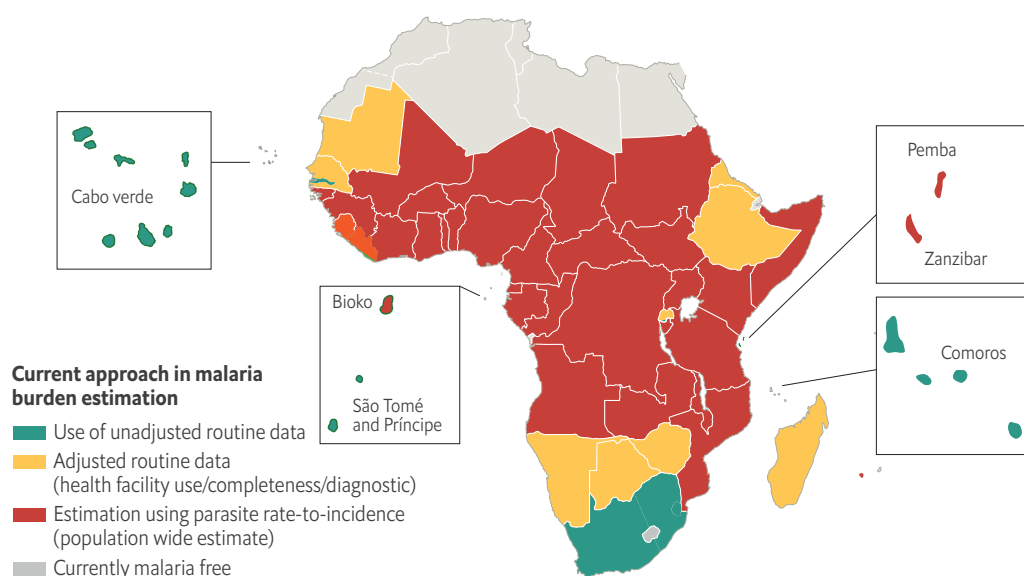 Cabo verde
Pemba
Zanzibar
Bioko
São Tomé
and Príncipe
Comoros
Current approach in malaria
burden estimation
Use of unadjusted routine data
Adjusted routine data
(health facility use/completeness/diagnostic)
Estimation using parasite rate-to-incidence
(population wide estimate)
Currently malaria free